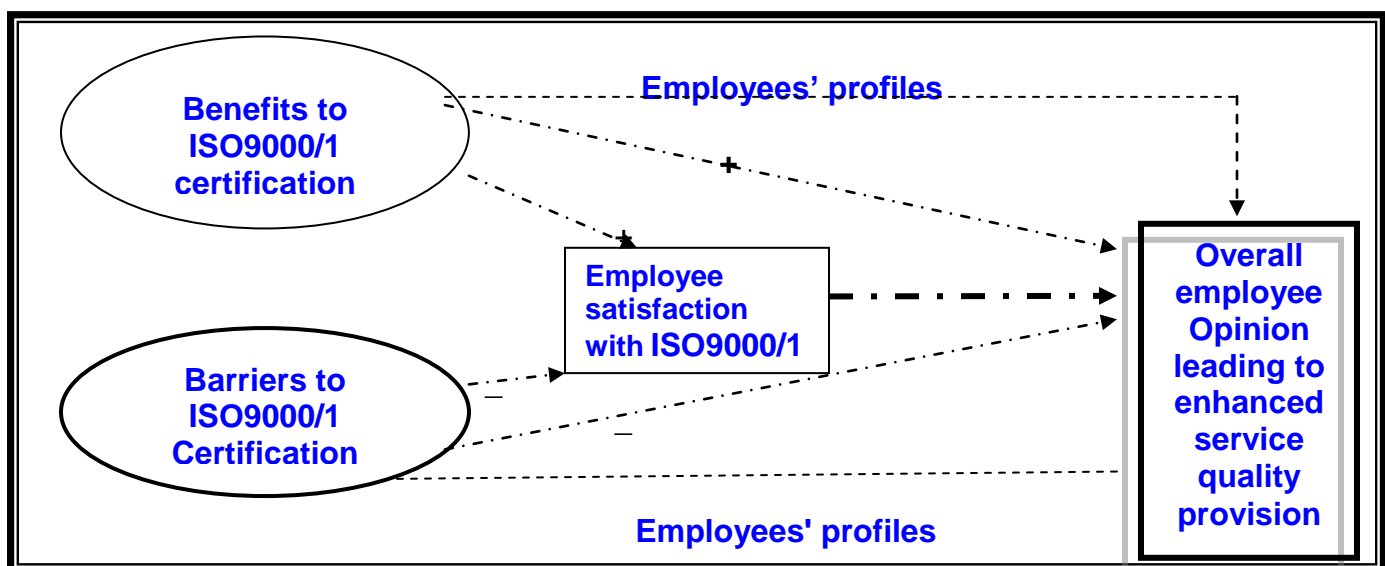 Employees’ profiles
Benefits to
ISO9000/1
certification
+
+
Employee
satisfaction
with ISO9000/1
Overall
employee
Opinion
leading to
enhanced
service
quality
provision
Barriers to
ISO9000/1
Certification
_
_
Employees' profiles